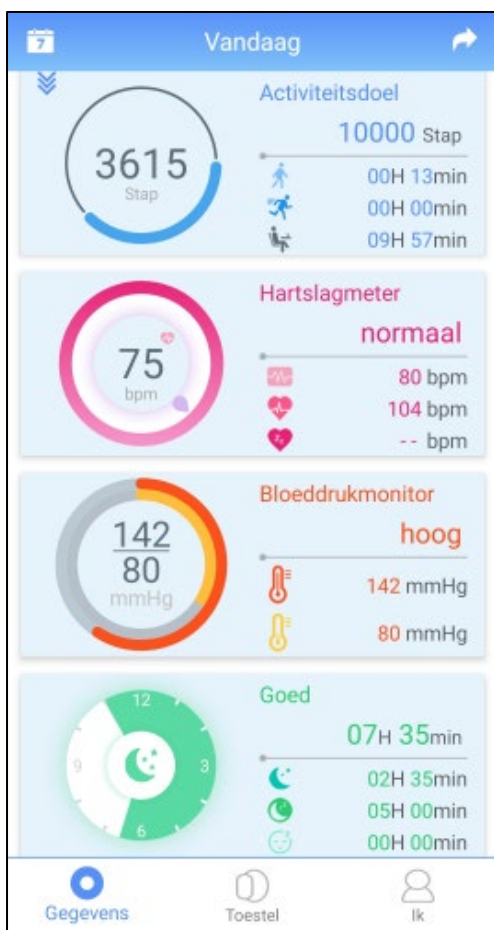 7
Vandaag
Activiteitsdoel
10000 Stap
3615
Stap
00H 13min
00H 00min
09H 57min
Hartslagmeter
normaal
75
bpm
80 bpm
104 bpm
-- bpm
Bloeddrukmonitor
hoog
142
80
mmHg
142 mmHg
80 mmHg
Goed
07H 35min
12
9
3
6
02H 35min
05H 00min
00H 00min
Gegevens
Toestel
Ik